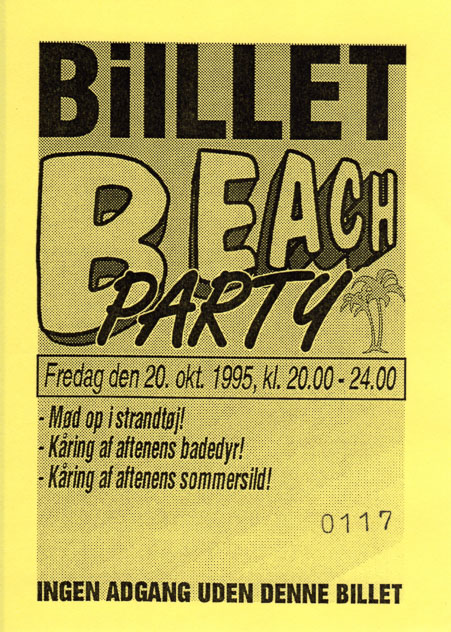 BiLLET
BEACH
PARTY
Fredag den 20. okt. 1995, kl. 20.00 - 24.00
- Mød op i strandtøj!
- Kåring af aftenens badedyr!
- Kåring af aftenens sommersild!
0117
INGEN ADGANG UDEN DENNE BILLET